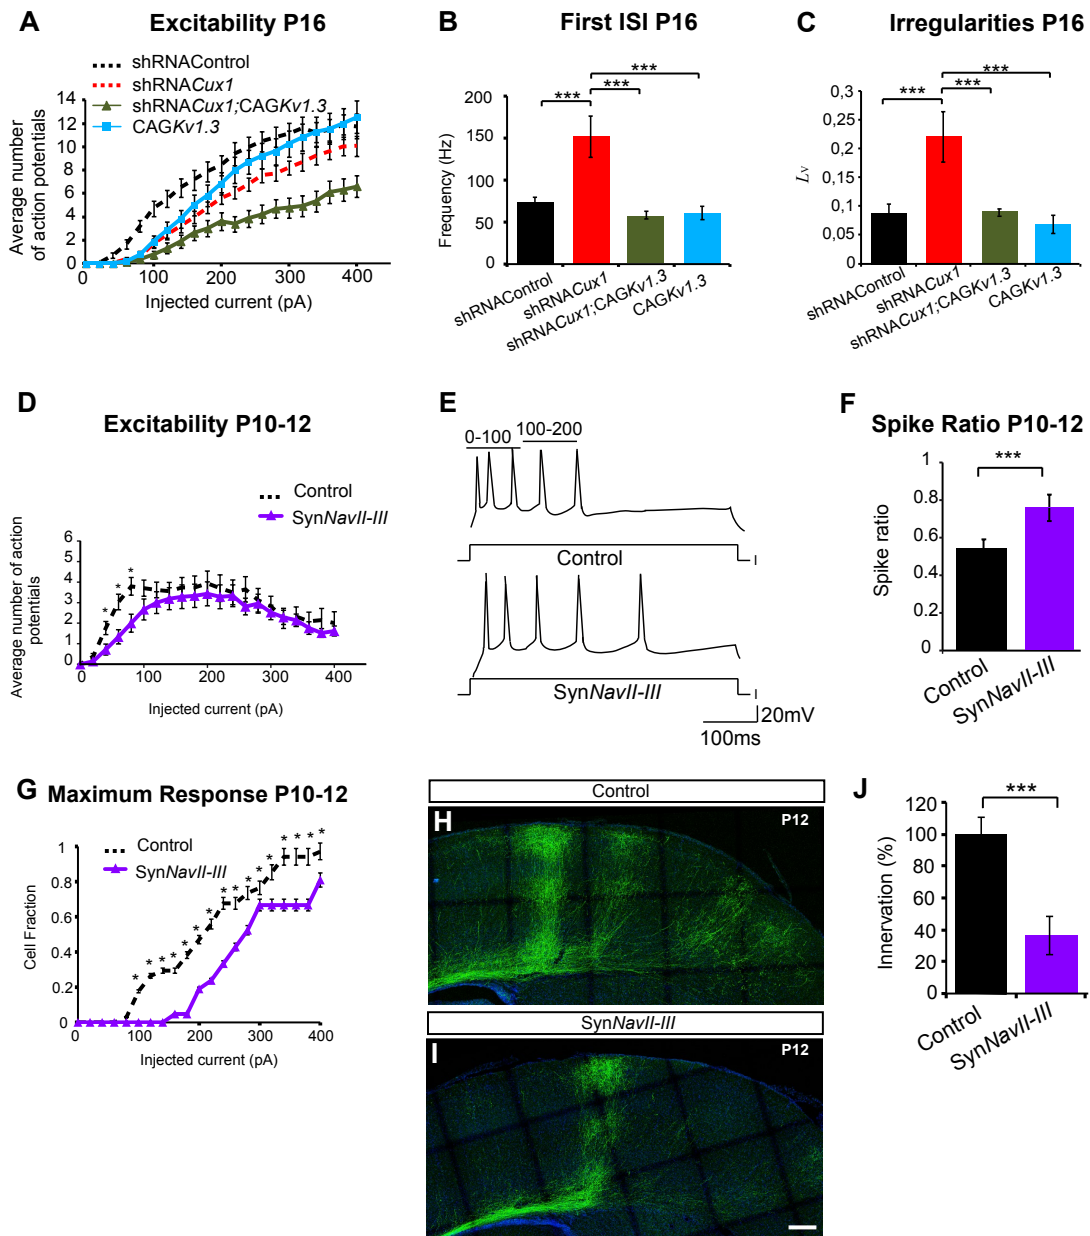 A Excitability P16
shRNAControl
shRNACux1
shRNACux1;CAGKv1.3
CAGKv1.3
Average number
of action potentials
14
12
10
8
6
4
2
0
0 100 200 300 400
Injected current (pA)
B First ISI P16
***
***
***
Frequency (Hz)
200
150
100
50
0
shRNAControl
shRNACux1
shRNACux1;CAGKv1.3
CAGKv1.3
C Irregularities P16
***
***
***
LV
0,3
0,25
0,2
0,15
0,1
0,05
0
shRNAControl
shRNACux1
shRNACux1;CAGKv1.3
CAGKv1.3
D Excitability P10-12
Control
SynNavII-III
Average number of action
potentials
6
5
4
3
2
1
0
* * *
0 100 200 300 400
Injected current (pA)
E
0-100 100-200
Control
SynNavII-III
20mV
100ms
F Spike Ratio P10-12
***
Spike ratio
1
0.8
0.6
0.4
0.2
0
Control
SynNavII-III
G Maximum Response P10-12
Control
SynNavII-III
Cell Fraction
1
0.8
0.6
0.4
0.2
0
* * * * * * * * * * * * * * * *
0 100 200 300 400
Injected current (pA)
Control
H P12
SynNavII-III
I P12
J
***
Innervation (%)
120
100
80
60
40
20
0
Control
SynNavII-III